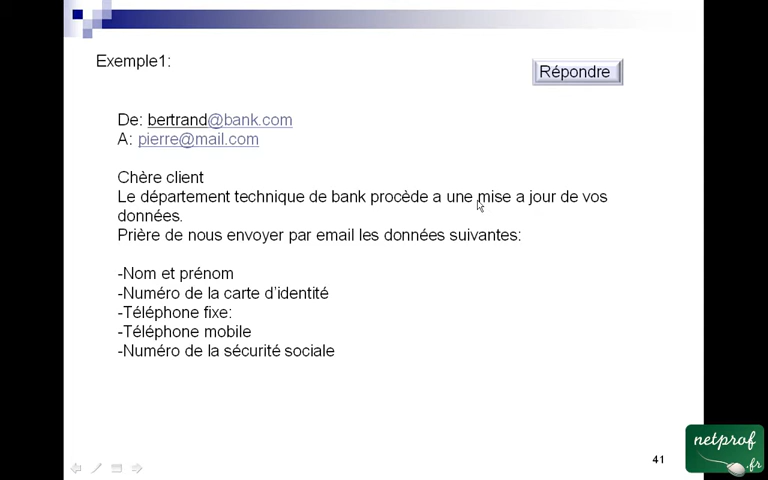 Exemple1:
Répondre
De: bertrand@bank.com
A: pierre@mail.com
Chère client
Le département technique de bank procède a une mise a jour de vos
données.
Prière de nous envoyer par email les données suivantes:
-Nom et prénom
-Numéro de la carte d'identité
-Téléphone fixe:
-Téléphone mobile
-Numéro de la sécurité sociale
41
netprof
.fr